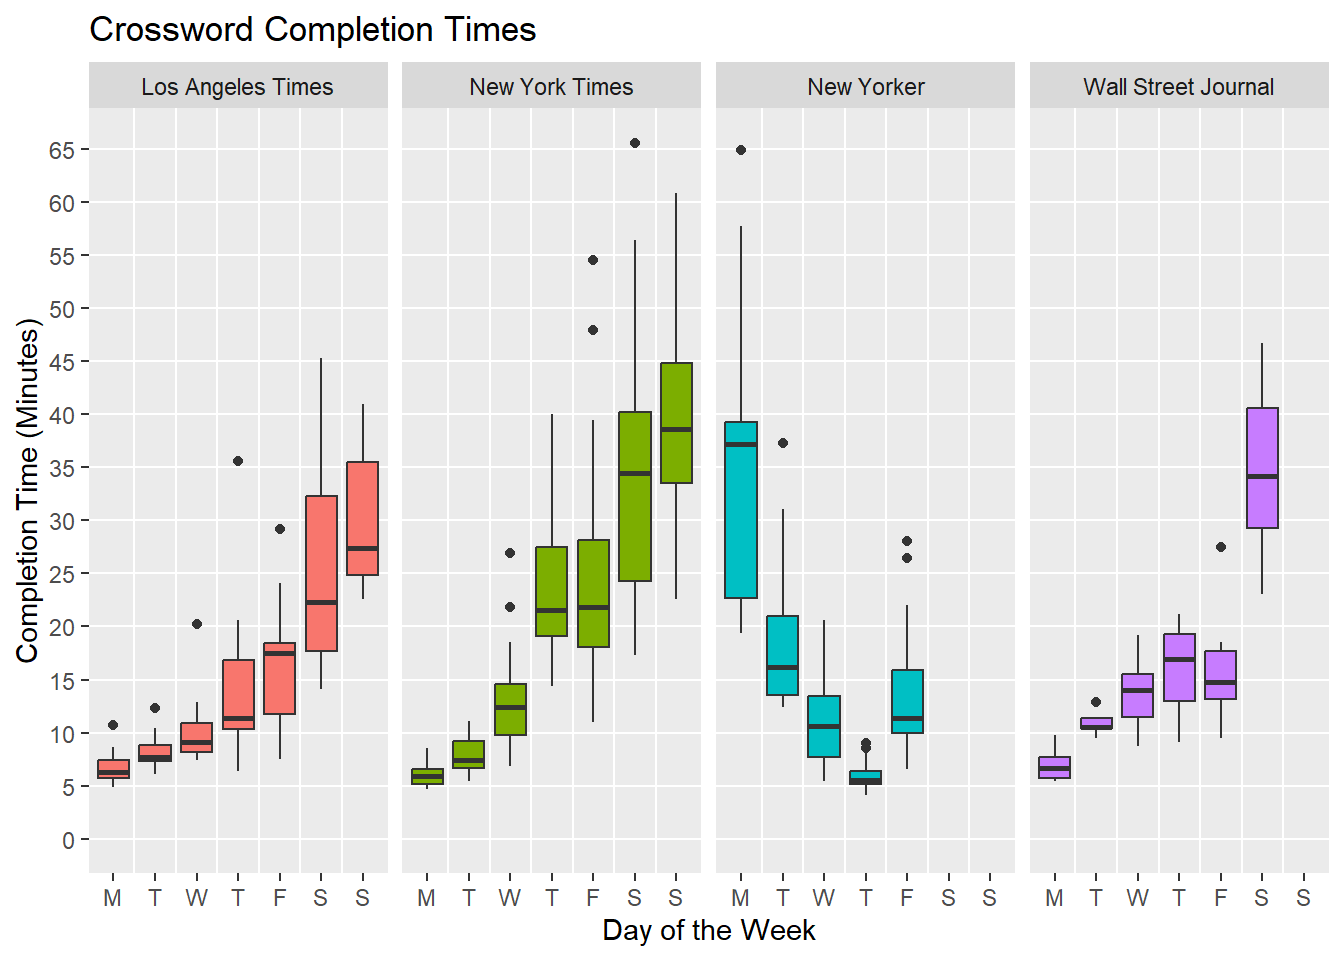 Crossword Completion Times
Los Angeles Times
New York Times
New Yorker
Wall Street Journal
65
60
55
50
45
40
35
30
25
20
15
10
5
0
Completion Time (Minutes)
M T W T F S S
M T W T F S S
M T W T F S S
M T W T F S S
Day of the Week